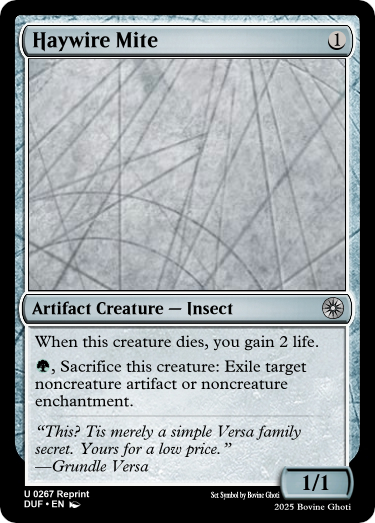 Haywire Mite 1
Artifact Creature — Insect
When this creature dies, you gain 2 life.
, Sacrifice this creature: Exile target
noncreature artifact or noncreature
enchantment.
“This? Tis merely a simple Versa family
secret. Yours for a low price.”
—Grundle Versa
1/1
U 0267 Reprint
DUF • EN
Set Symbol by Bovine Ghoti
2025 Bovine Ghoti